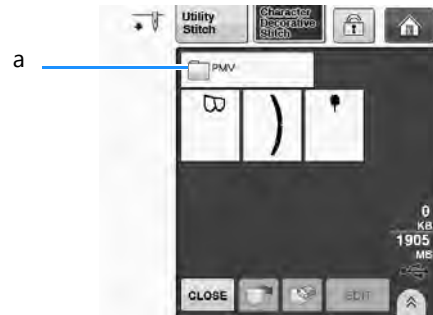 Utility
Stitch
Character
Decorative
Stitch
a
PMV
0
KB
1905
MB
CLOSE
EDIT